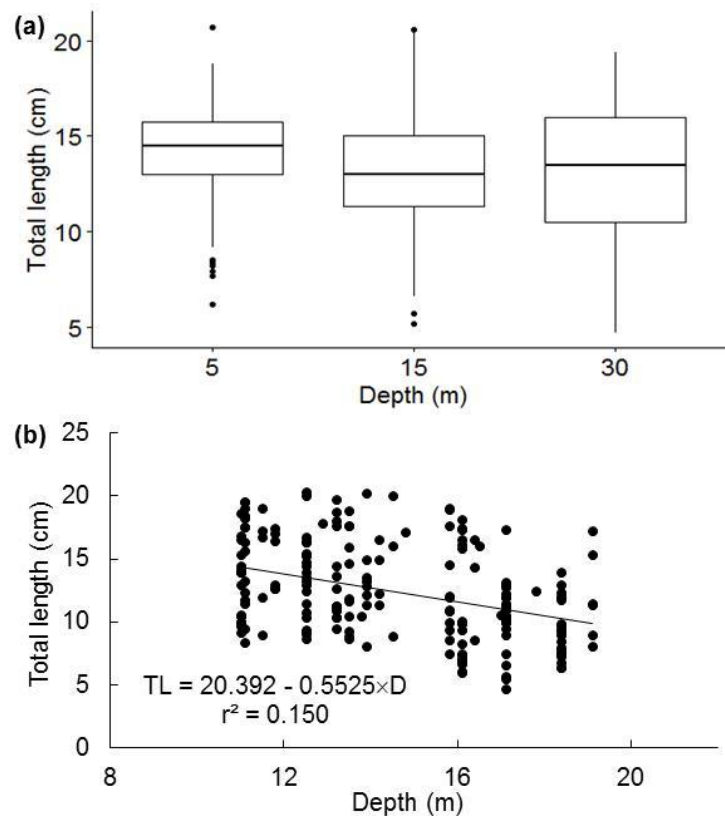 (a)
Total length (cm)
20
15
10
5
5 15 30
Depth (m)
(b)
Total length (cm)
25
20
15
10
5
0
TL = 20.392 - 0.5525×D
r² = 0.150
8 12 16 20
Depth (m)